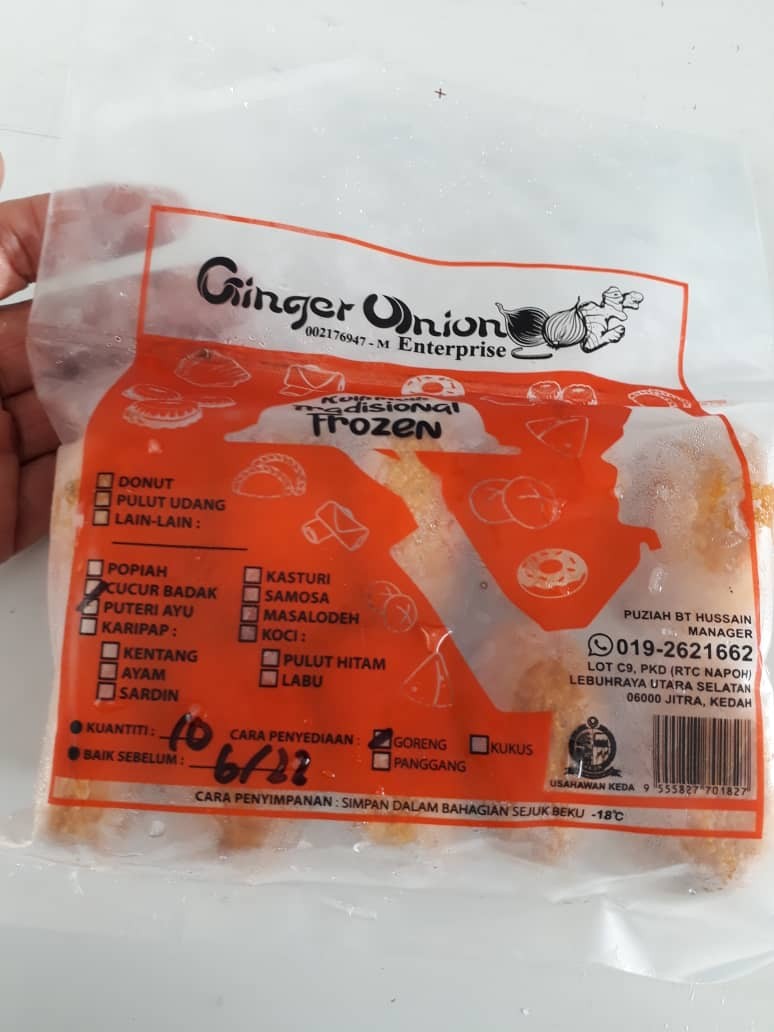 Ginger Union
002176947 - M Enterprise
Tradisional
Frozen
DONUT
PULUT UDANG
LAIN-LAIN :
POPIAH
CUCUR BADAK
PUTERI AYU
KARIPAP :
KENTANG
AYAM
SARDIN
KASTURI
SAMOSA
MASALODEH
KOCI :
PULUT HITAM
LABU
PUZIAH BT HUSSAIN
MANAGER
019-2621662
LOT C9, PKD (RTC NAPOH)
LEBUHRAYA UTARA SELATAN
06000 JITRA, KEDAH
KUANTITI : 10
BAIK SEBELUM : 6/22
CARA PENYEDIAAN :
GORENG
KUKUS
PANGGANG
USAHAWAN KEDA
9 555827 701827
CARA PENYIMPANAN : SIMPAN DALAM BAHAGIAN SEJUK BEKU -18°C